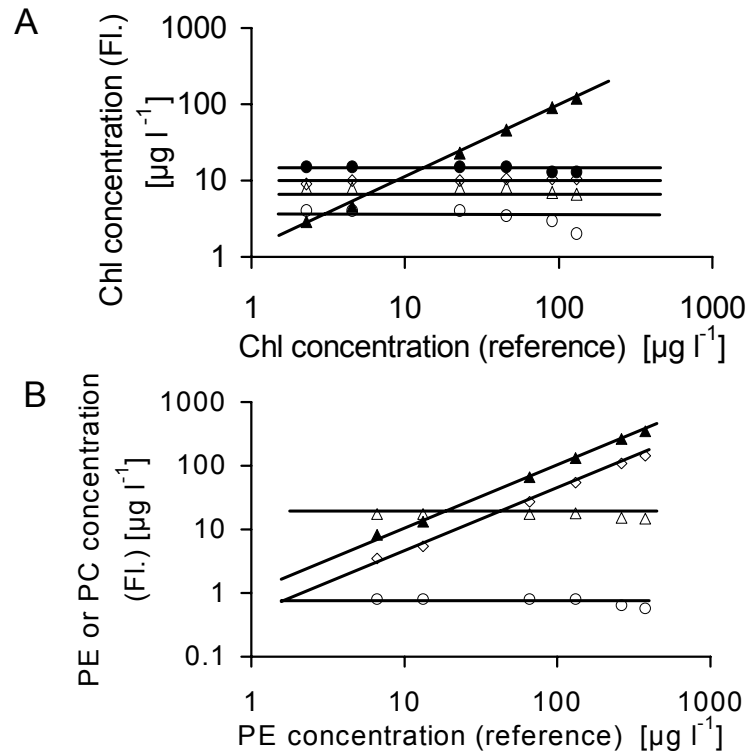 A
Chl concentration (Fl.)
[µg l⁻¹]
1000
100
10
1
1 10 100 1000
Chl concentration (reference) [µg l⁻¹]
B
PE or PC concentration
(Fl.) [µg l⁻¹]
1000
100
10
1
0.1
1 10 100 1000
PE concentration (reference) [µg l⁻¹]